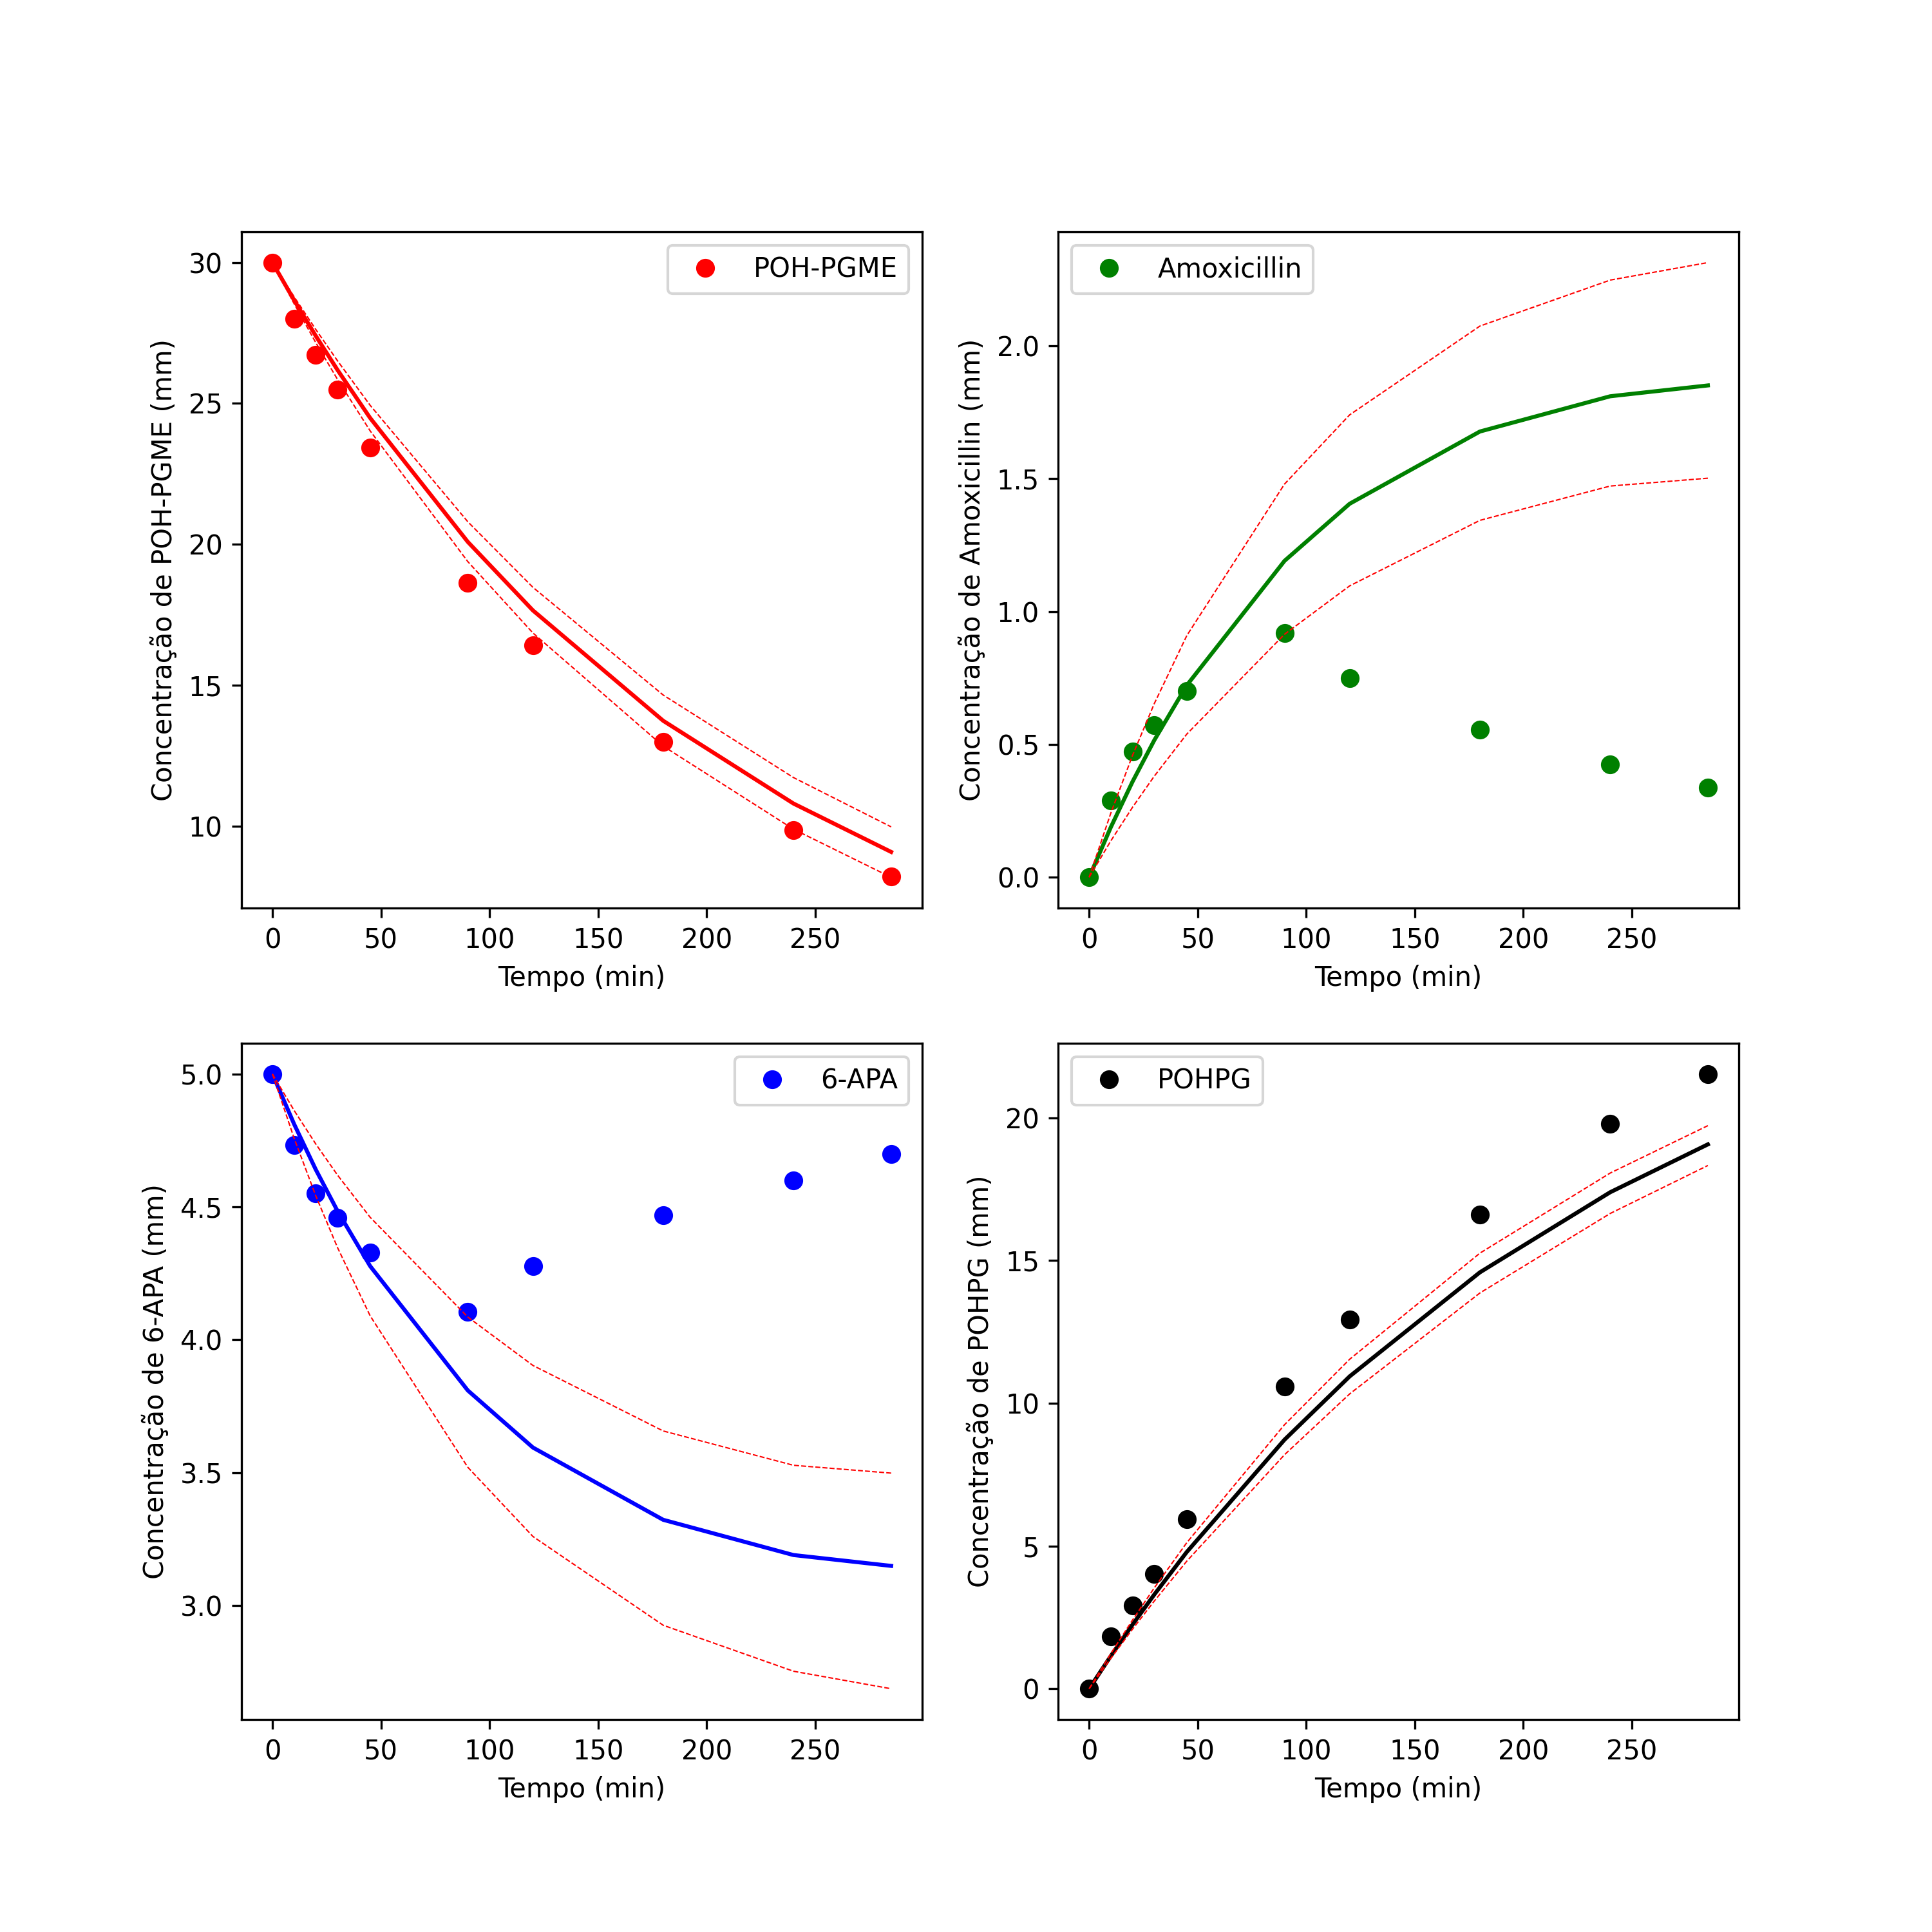 POH-PGME
Concentração de POH-PGME (mm)
30
25
20
15
10
0 50 100 150 200 250
Tempo (min)
Amoxicillin
Concentração de Amoxicillin (mm)
2.0
1.5
1.0
0.5
0.0
0 50 100 150 200 250
Tempo (min)
6-APA
Concentração de 6-APA (mm)
5.0
4.5
4.0
3.5
3.0
0 50 100 150 200 250
Tempo (min)
POHPG
Concentração de POHPG (mm)
20
15
10
5
0
0 50 100 150 200 250
Tempo (min)